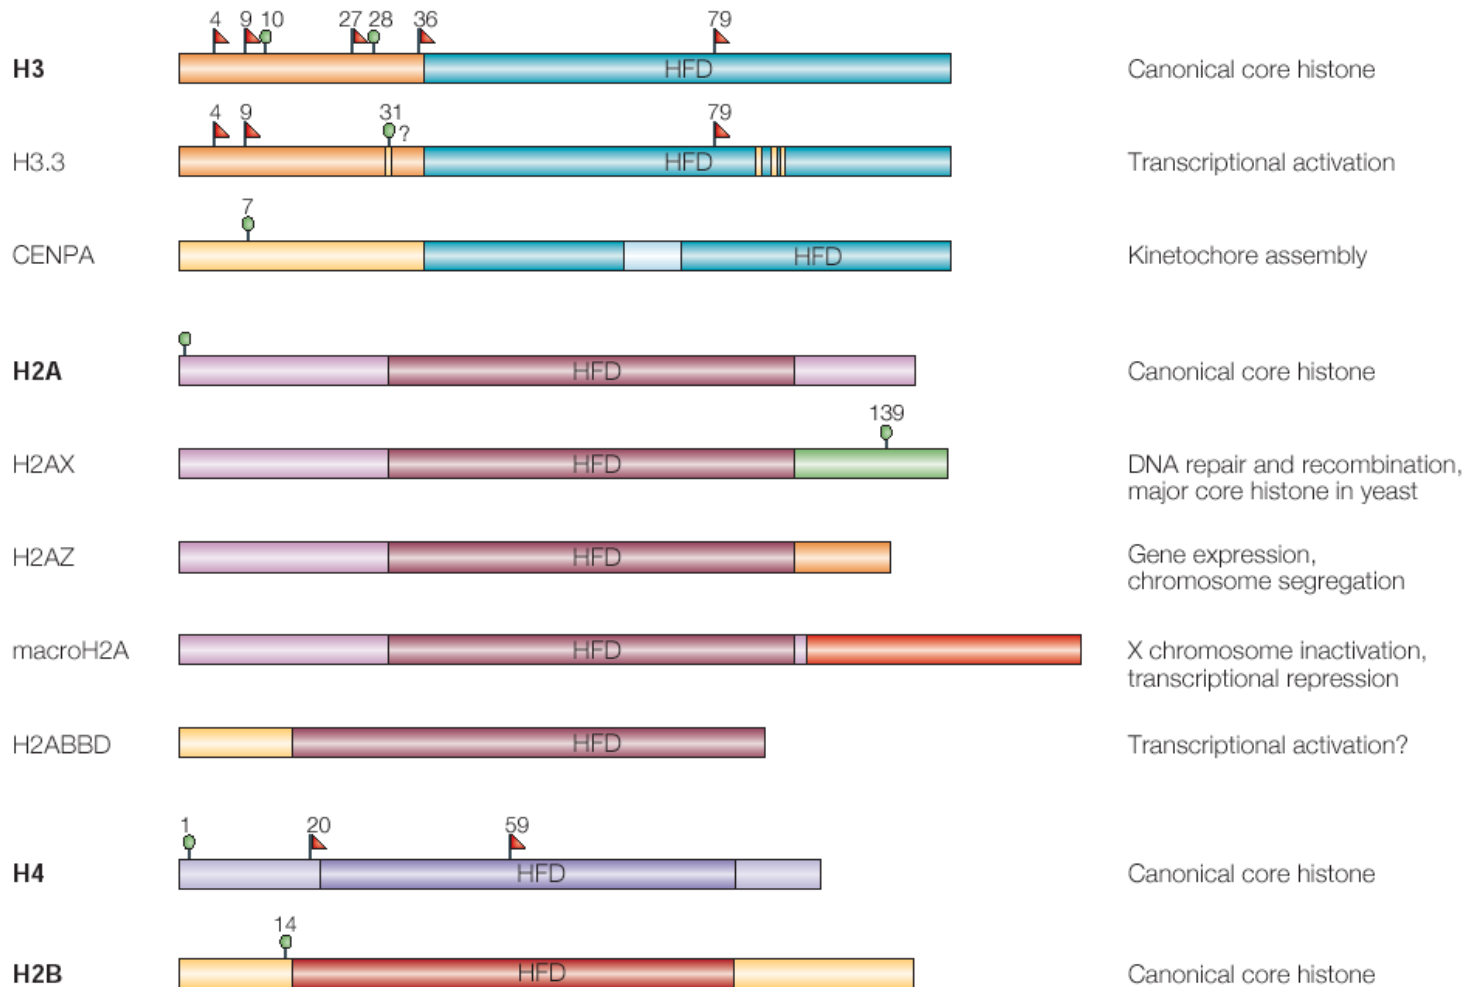 4 9 10 27 28 36 79
H3 HFD Canonical core histone
4 9 31 ? 79
H3.3 HFD Transcriptional activation
7
CENPA HFD Kinetochore assembly
H2A HFD Canonical core histone
139
H2AX HFD DNA repair and recombination,
major core histone in yeast
H2AZ HFD Gene expression,
chromosome segregation
macroH2A HFD X chromosome inactivation,
transcriptional repression
H2ABBD HFD Transcriptional activation?
1 20 59
H4 HFD Canonical core histone
14
H2B HFD Canonical core histone